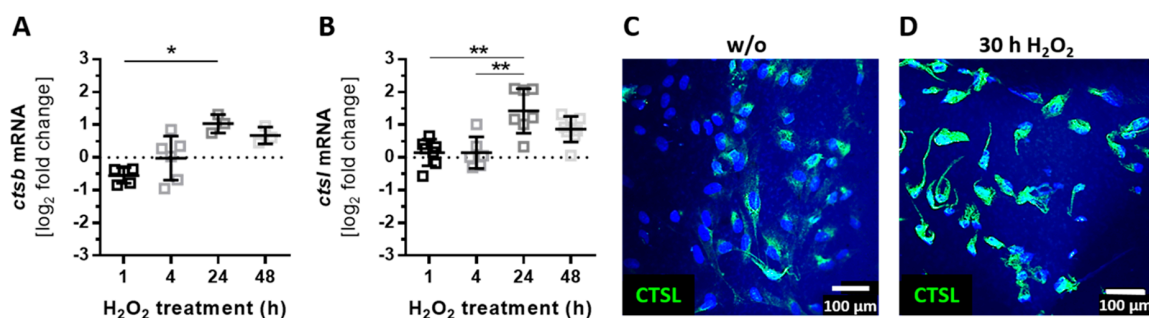 A
ctsb mRNA
[log₂ fold change]
3
2
1
0
-1
-2
-3
*
1 4 24 48
H₂O₂ treatment (h)
B
ctsl mRNA
[log₂ fold change]
3
2
1
0
-1
-2
-3
**
**
1 4 24 48
H₂O₂ treatment (h)
C
w/o
CTSL
100 µm
D
30 h H₂O₂
CTSL
100 µm